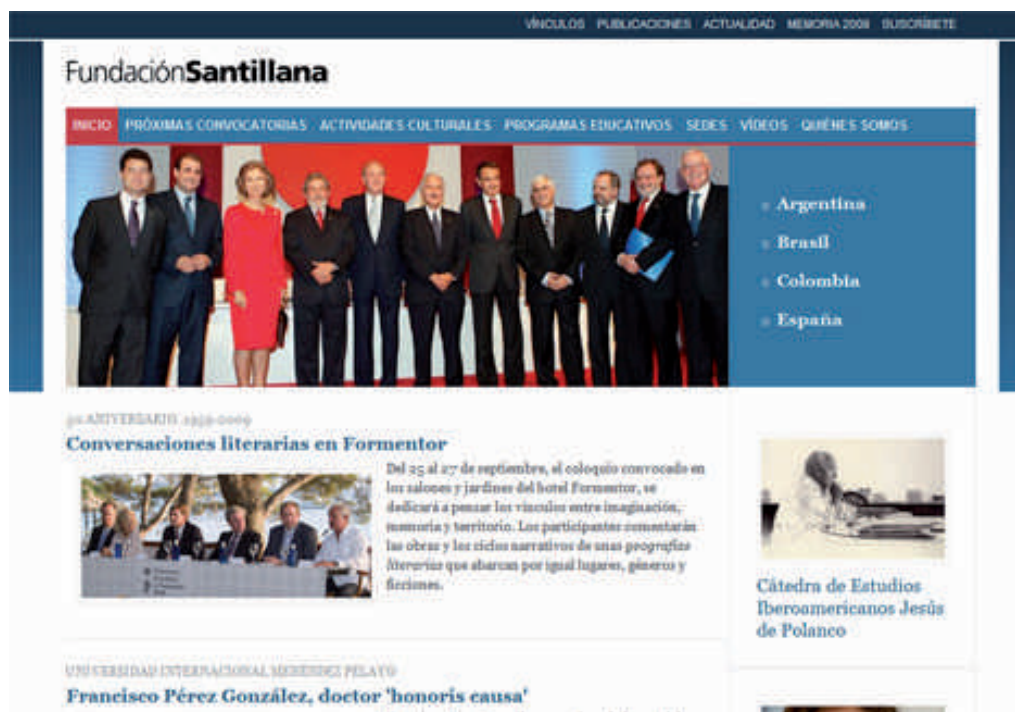 VÍNCULOS PUBLICACIONES ACTUALIDAD MEMORIA 2008 SUSCRÍBETE
FundaciónSantillana
INICIO PRÓXIMAS CONVOCATORIAS ACTIVIDADES CULTURALES PROGRAMAS EDUCATIVOS SEDES VÍDEOS QUIÉNES SOMOS
Argentina
Brasil
Colombia
España
50 ANIVERSARIO. 1959-2009
Conversaciones literarias en Formentor
Del 25 al 27 de septiembre, el coloquio convocado en
los salones y jardines del hotel Formentor, se
dedicará a pensar los vínculos entre imaginación,
memoria y territorio. Los participantes comentarán
las obras y los ciclos narrativos de unas geografías
literarias que abarcan por igual lugares, géneros y
ficciones.
Cátedra de Estudios
Iberoamericanos Jesús
de Polanco
UNIVERSIDAD INTERNACIONAL MENÉNDEZ PELAYO
Francisco Pérez González, doctor 'honoris causa'